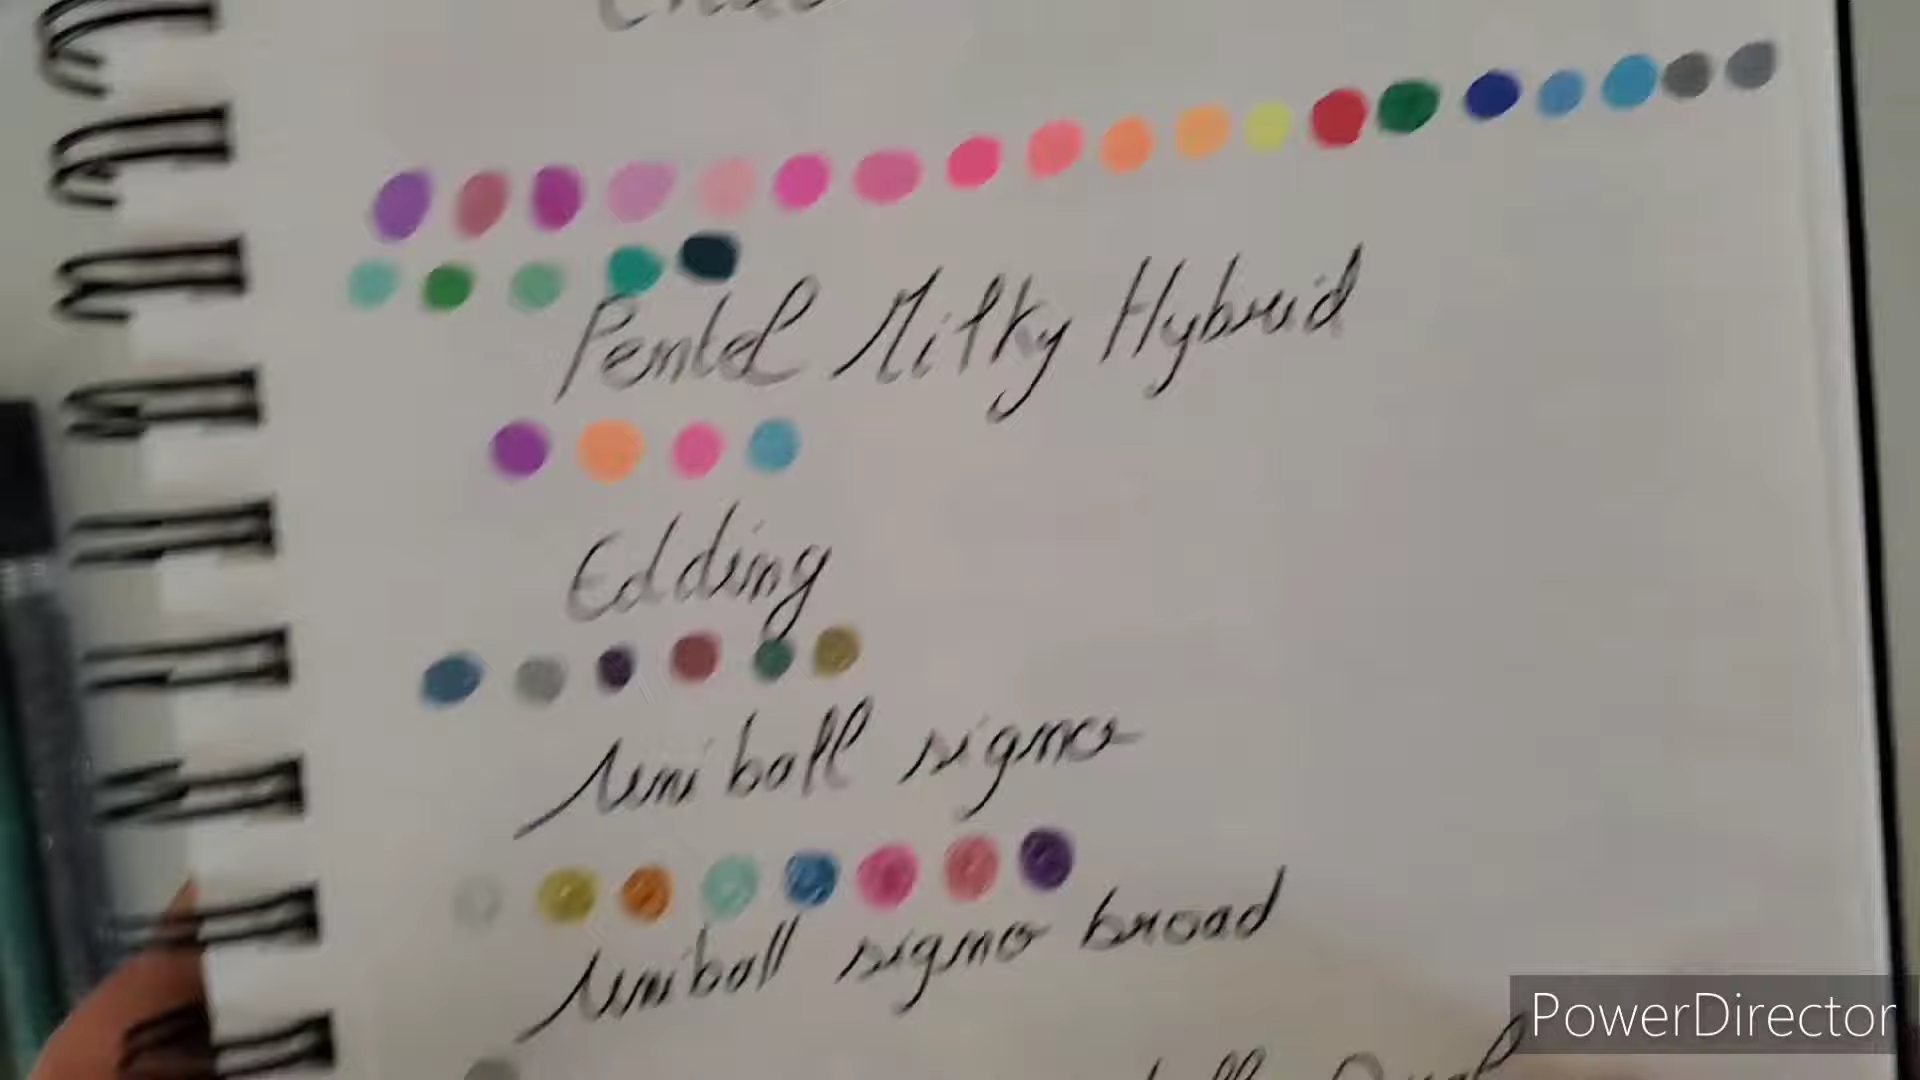 Pentel Milky Hybrid
Edding
Uniball signo
Uniball signo broad
PowerDirector